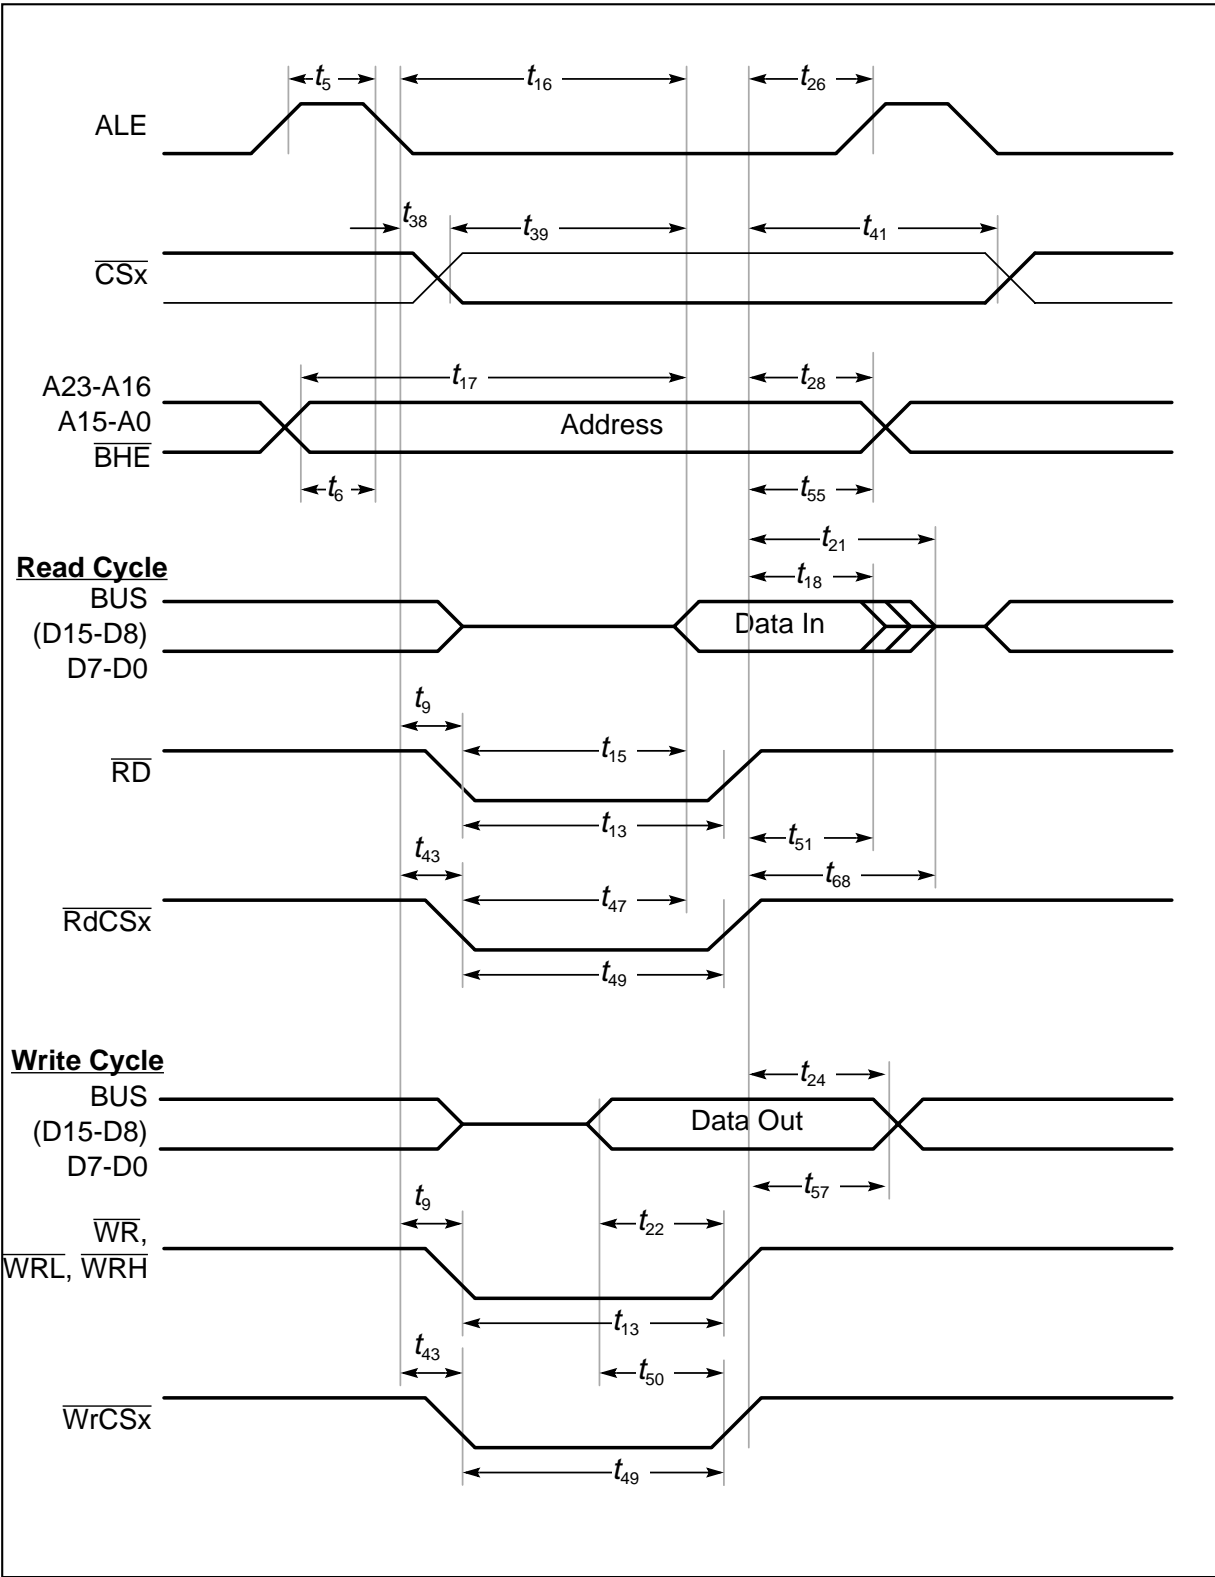 t5
t16
t26
ALE
t38
t39
t41
CSx
t17
t28
A23-A16
A15-A0
BHE
Address
t6
t55
t21
Read Cycle
t18
BUS
(D15-D8)
D7-D0
Data In
t9
t15
RD
t13
t51
t43
t68
t47
RdCSx
t49
Write Cycle
t24
BUS
(D15-D8)
D7-D0
Data Out
t57
t9
t22
WR,
WRL, WRH
t13
t43
t50
WrCSx
t49